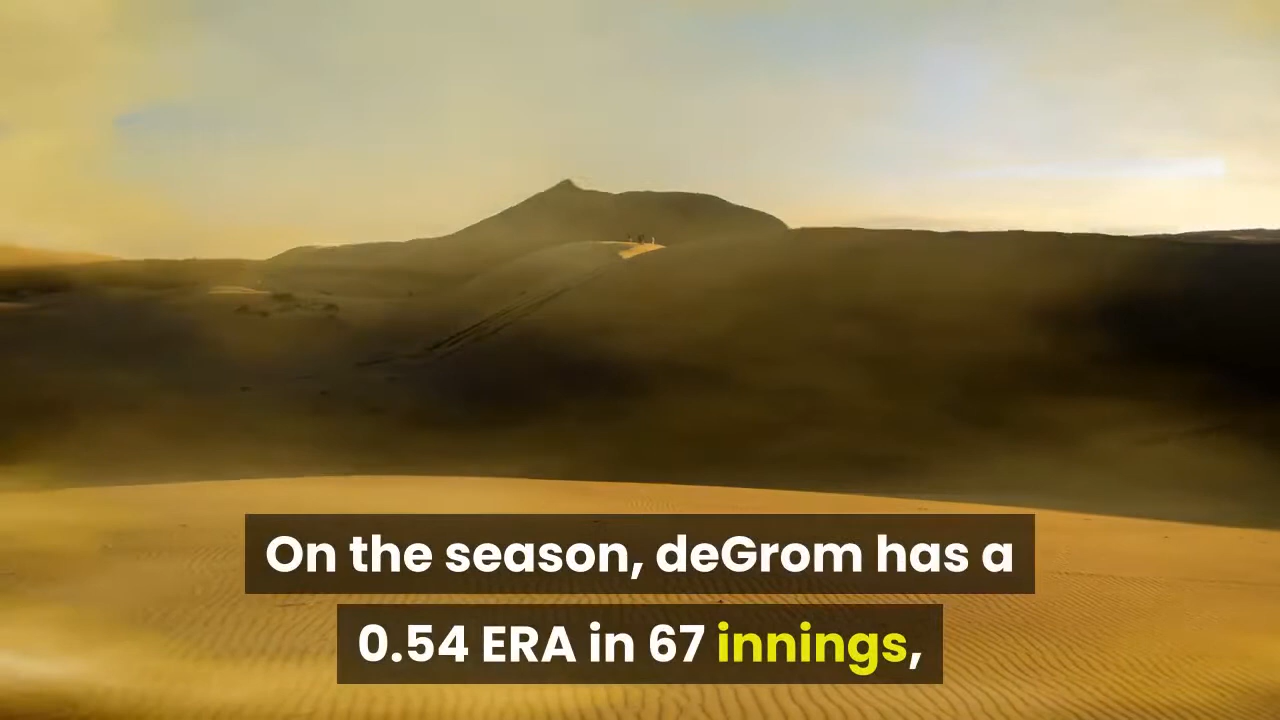 On the season, deGrom has a
0.54 ERA in 67 innings,